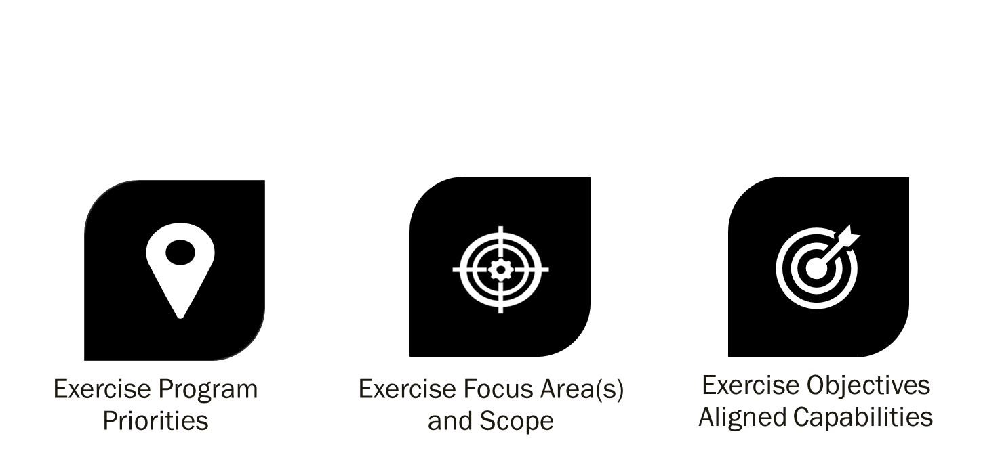 Exercise Program
Priorities
Exercise Focus Area(s)
and Scope
Exercise Objectives
Aligned Capabilities